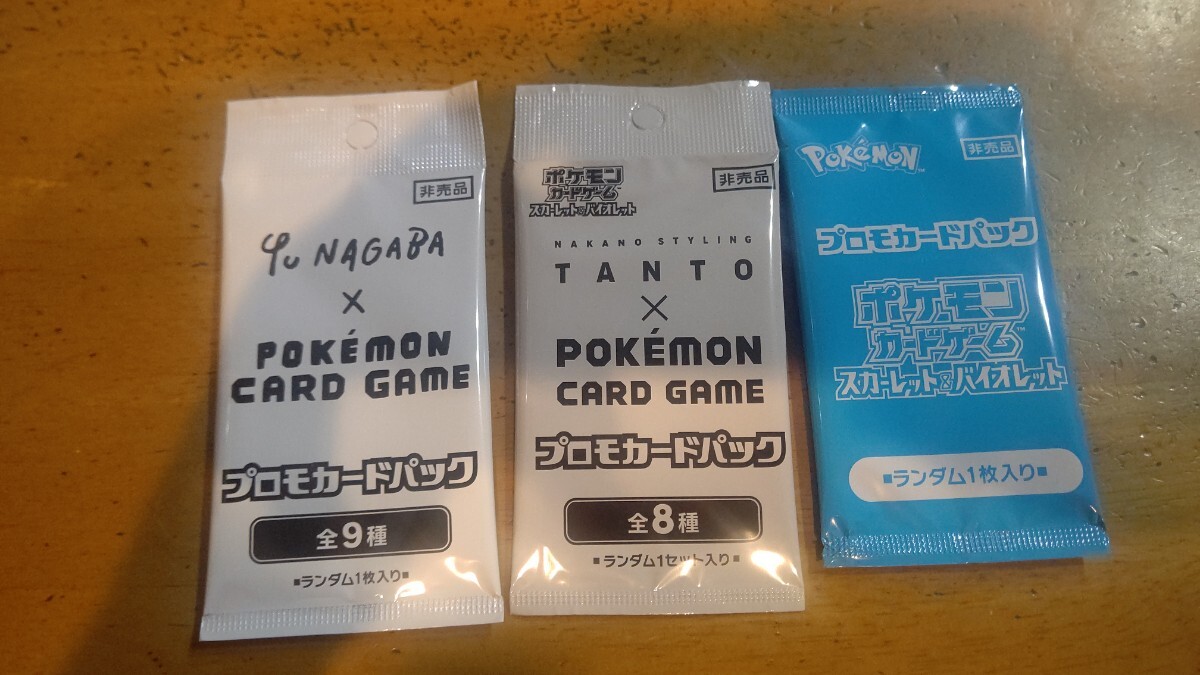 非売品
Yu NAGABA
×
POKÉMON
CARD GAME
プロモカードパック
全9種
■ランダム1枚入り■
ポケモン
カードゲーム
スカーレット&バイオレット
非売品
NAKANO STYLING
TANTO
×
POKÉMON
CARD GAME
プロモカードパック
全8種
■ランダム1セット入り■
POKéMON™
非売品
プロモカードパック
ポケモン
カードゲーム™
スカーレット&バイオレット
■ランダム1枚入り■